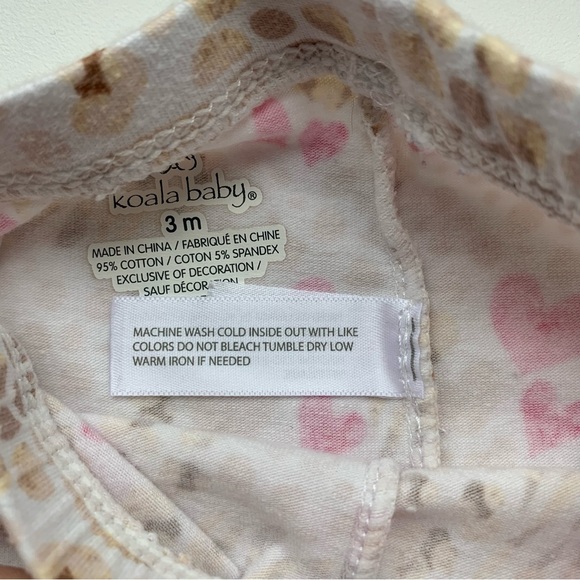 koala baby®
3 m
MADE IN CHINA / FABRIQUÉ EN CHINE
95% COTTON / COTON 5% SPANDEX
EXCLUSIVE OF DECORATION /
SAUF DÉCORATION
MACHINE WASH COLD INSIDE OUT WITH LIKE
COLORS DO NOT BLEACH TUMBLE DRY LOW
WARM IRON IF NEEDED